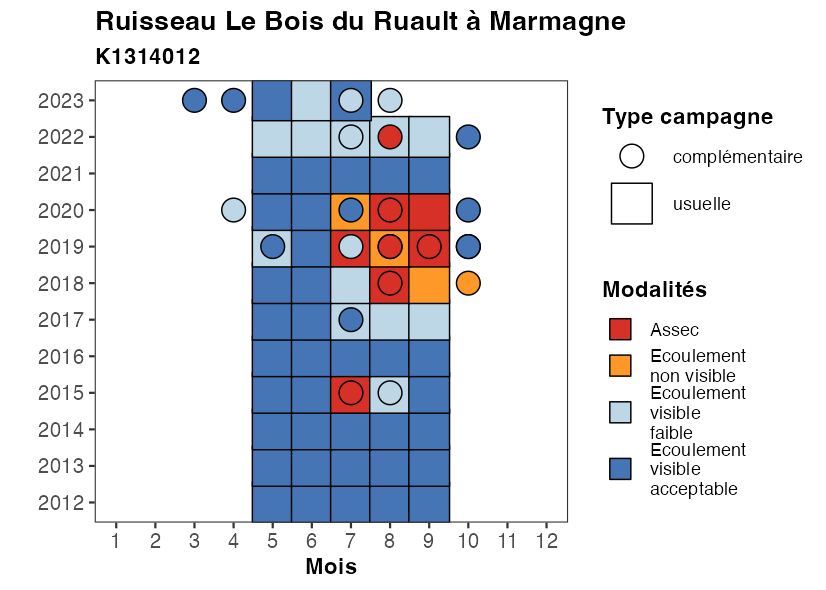 Ruisseau Le Bois du Ruault à Marmagne
K1314012
2023
2022
2021
2020
2019
2018
2017
2016
2015
2014
2013
2012
1 2 3 4 5 6 7 8 9 10 11 12
Mois
Type campagne
complémentaire
usuelle
Modalités
Assec
Ecoulement
non visible
Ecoulement
visible
faible
Ecoulement
visible
acceptable